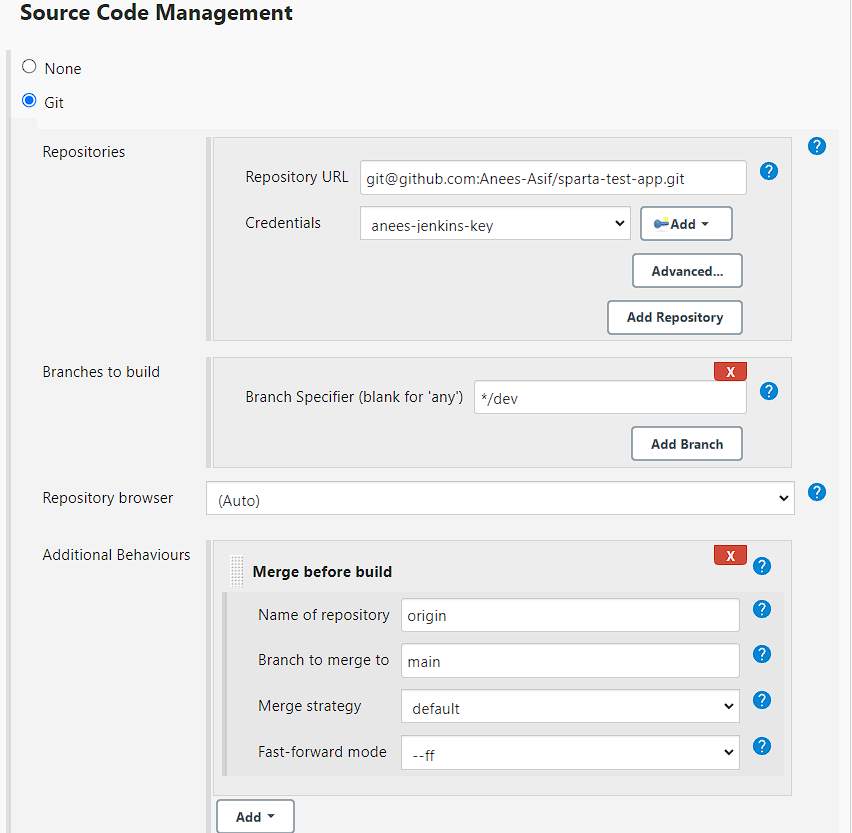 Source Code Management
None
Git
Repositories
?
Repository URL git@github.com:Anees-Asif/sparta-test-app.git ?
Credentials anees-jenkins-key Add
Advanced...
Add Repository
Branches to build
X
Branch Specifier (blank for 'any') */dev ?
Add Branch
Repository browser (Auto) ?
Additional Behaviours
X
Merge before build ?
Name of repository origin ?
Branch to merge to main ?
Merge strategy default ?
Fast-forward mode --ff ?
Add